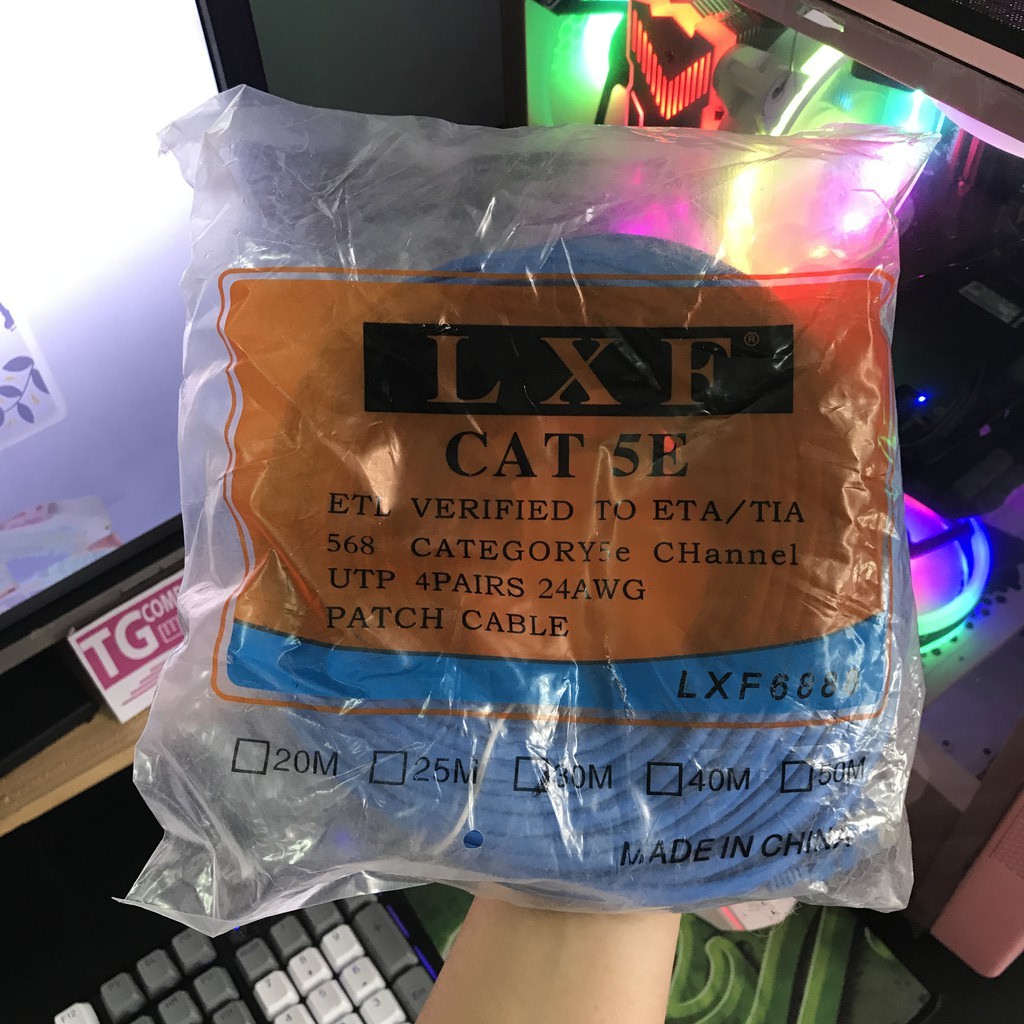 LXF®
CAT 5E
ETL VERIFIED TO ETA/TIA
568 CATEGORY5e CHannel
UTP 4PAIRS 24AWG
PATCH CABLE
20M 25M 30M 40M 50M
MADE IN CHINA
TG